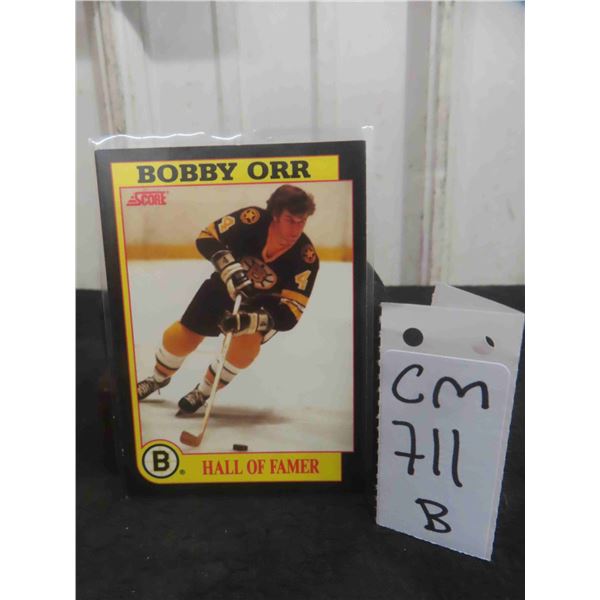 BOBBY ORR
SCORE
4
4
B
®
HALL OF FAMER
CM
711
B